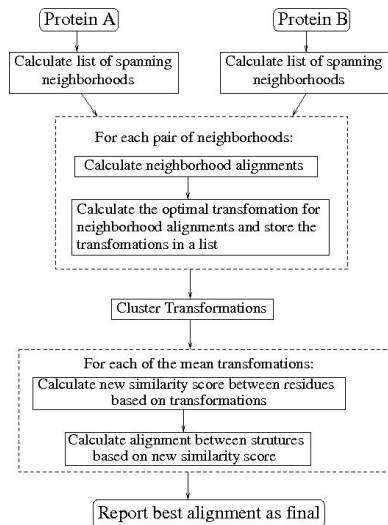 Protein A
Protein B
Calculate list of spanning
neighborhoods
Calculate list of spanning
neighborhoods
For each pair of neighborhoods:
Calculate neighborhood alignments
Calculate the optimal transfomation for
neighborhood alignments and store the
transfomations in a list
Cluster Transformations
For each of the mean transfomations:
Calculate new similarity score between residues
based on transformations
Calculate alignment between strutures
based on new similarity score
Report best alignment as final